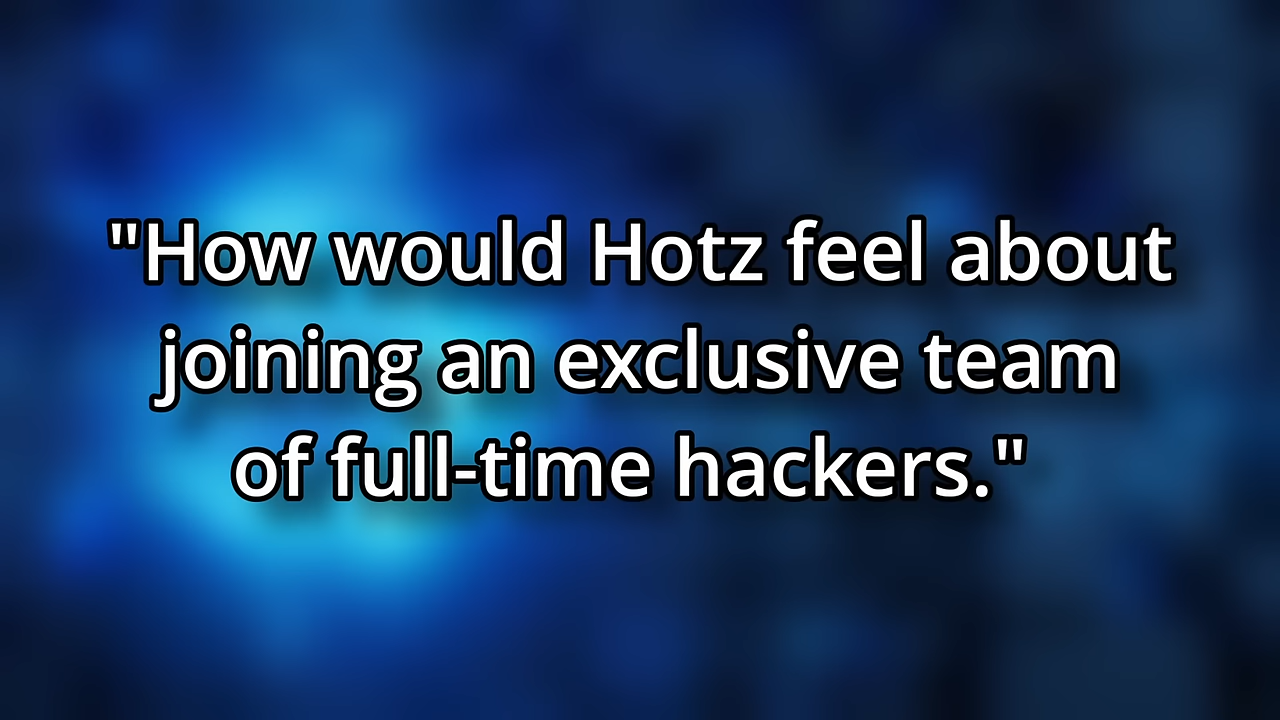 "How would Hotz feel about
joining an exclusive team
of full-time hackers."